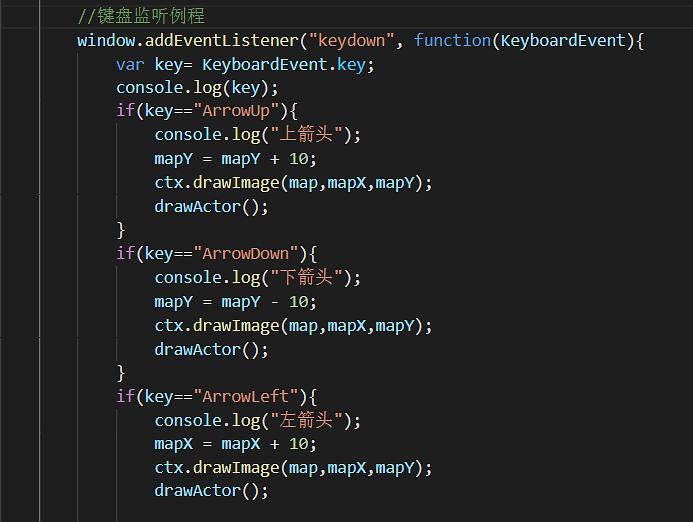 //键盘监听例程
window.addEventListener("keydown", function(KeyboardEvent){
var key= KeyboardEvent.key;
console.log(key);
if(key=="ArrowUp"){
console.log("上箭头");
mapY = mapY + 10;
ctx.drawImage(map,mapX,mapY);
drawActor();
}
if(key=="ArrowDown"){
console.log("下箭头");
mapY = mapY - 10;
ctx.drawImage(map,mapX,mapY);
drawActor();
}
if(key=="ArrowLeft"){
console.log("左箭头");
mapX = mapX + 10;
ctx.drawImage(map,mapX,mapY);
drawActor();